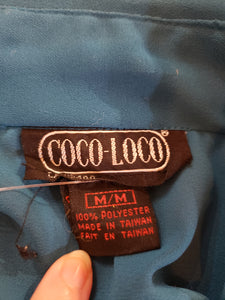 COCO-LOCO®
M/M
100% POLYESTER
MADE IN TAIWAN
FAIT EN TAIWAN